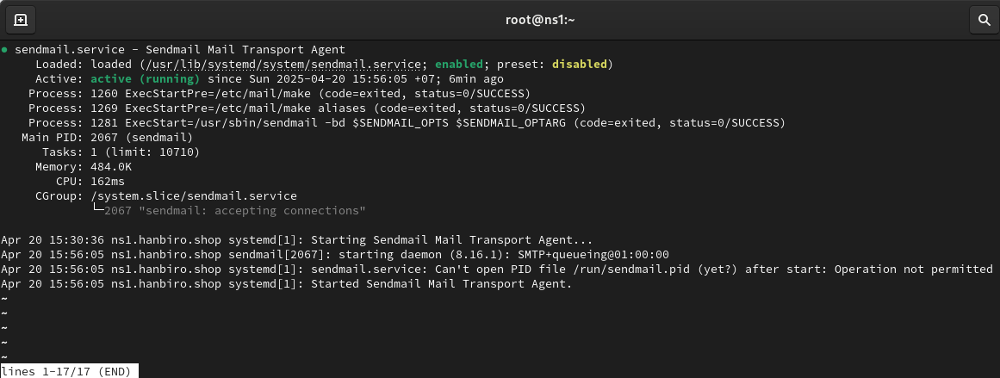 root@ns1:~
● sendmail.service - Sendmail Mail Transport Agent
     Loaded: loaded (/usr/lib/systemd/system/sendmail.service; enabled; preset: disabled)
     Active: active (running) since Sun 2025-04-20 15:56:05 +07; 6min ago
    Process: 1260 ExecStartPre=/etc/mail/make (code=exited, status=0/SUCCESS)
    Process: 1269 ExecStartPre=/etc/mail/make aliases (code=exited, status=0/SUCCESS)
    Process: 1281 ExecStart=/usr/sbin/sendmail -bd $SENDMAIL_OPTS $SENDMAIL_OPTARG (code=exited, status=0/SUCCESS)
   Main PID: 2067 (sendmail)
      Tasks: 1 (limit: 10710)
     Memory: 484.0K
        CPU: 162ms
     CGroup: /system.slice/sendmail.service
             └─2067 "sendmail: accepting connections"
Apr 20 15:30:36 ns1.hanbiro.shop systemd[1]: Starting Sendmail Mail Transport Agent...
Apr 20 15:56:05 ns1.hanbiro.shop sendmail[2067]: starting daemon (8.16.1): SMTP+queueing@01:00:00
Apr 20 15:56:05 ns1.hanbiro.shop systemd[1]: sendmail.service: Can't open PID file /run/sendmail.pid (yet?) after start: Operation not permitted
Apr 20 15:56:05 ns1.hanbiro.shop systemd[1]: Started Sendmail Mail Transport Agent.
~
~
~
~
~
lines 1-17/17 (END)